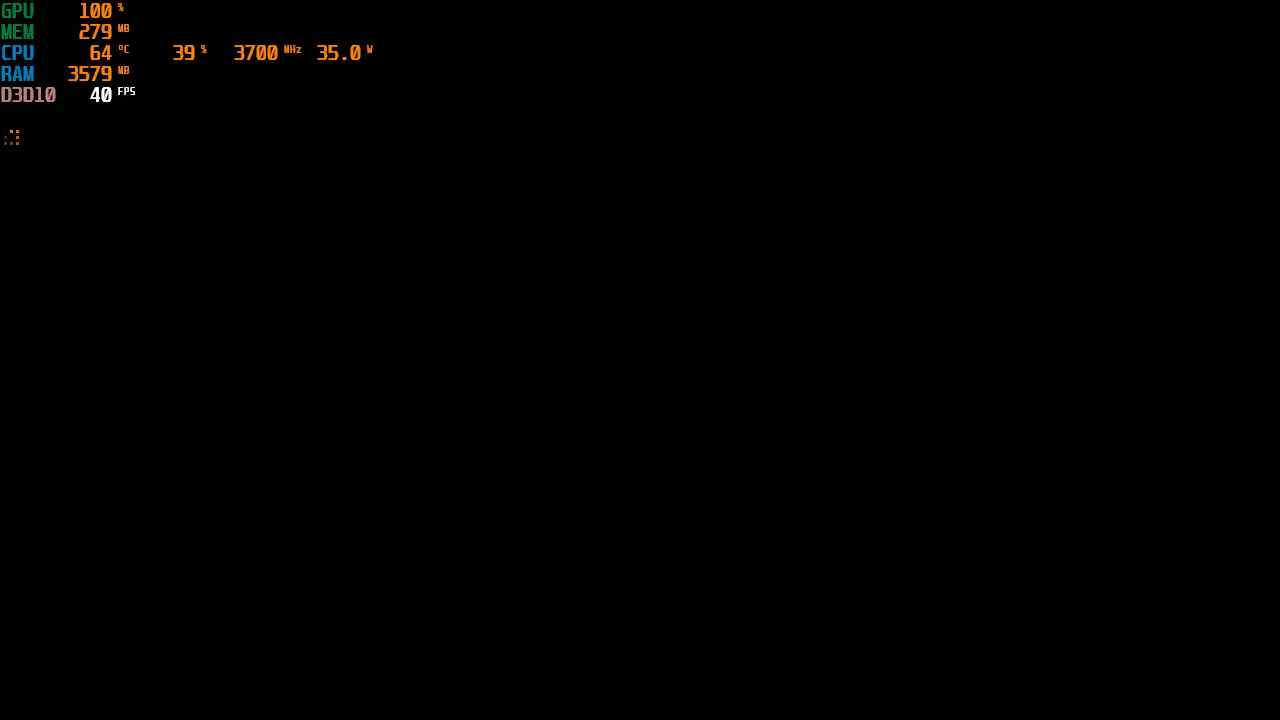 GPU 100 %
MEM 279 MB
CPU 64 °C 39 % 3700 MHz 35.0 W
RAM 3579 MB
D3D10 40 FPS